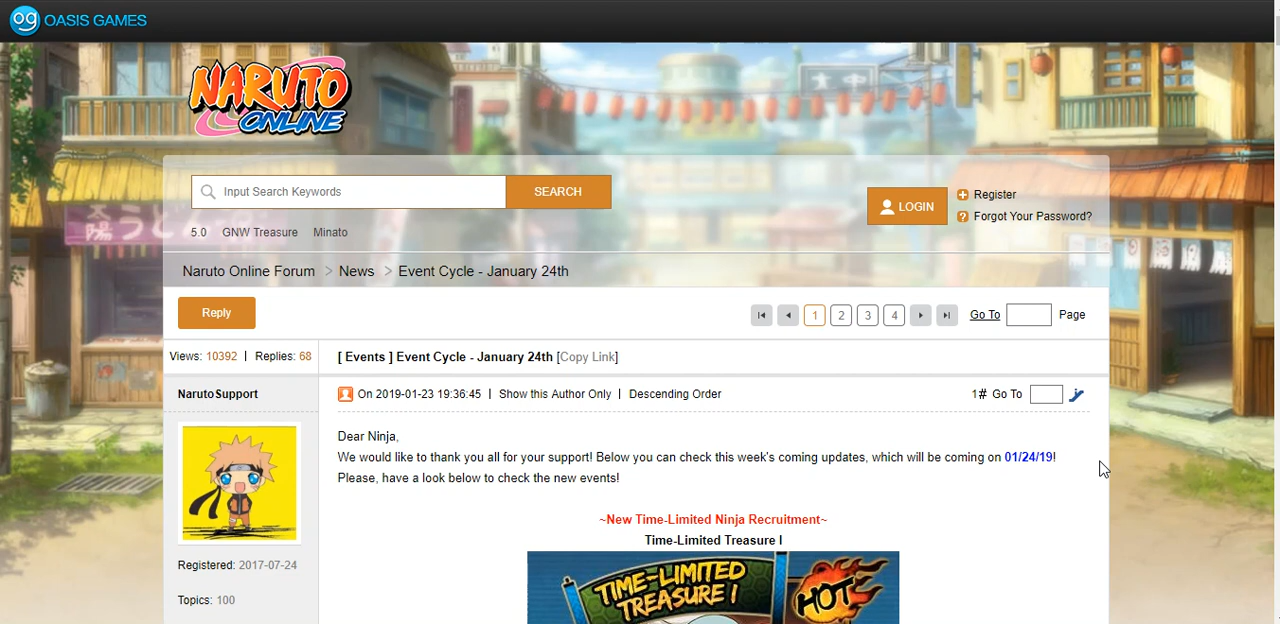 og OASIS GAMES
NARUTO
ONLINE
Input Search Keywords
SEARCH
LOGIN
Register
Forgot Your Password?
5.0 GNW Treasure Minato
Naruto Online Forum > News > Event Cycle - January 24th
Reply
1 2 3 4 Go To Page
Views: 10392 | Replies: 68
[ Events ] Event Cycle - January 24th [Copy Link]
NarutoSupport
On 2019-01-23 19:36:45 | Show this Author Only | Descending Order
1# Go To
Dear Ninja,
We would like to thank you all for your support! Below you can check this week's coming updates, which will be coming on 01/24/19!
Please, have a look below to check the new events!
~New Time-Limited Ninja Recruitment~
Time-Limited Treasure I
TIME-LIMITED
TREASURE I
HOT
Registered: 2017-07-24
Topics: 100